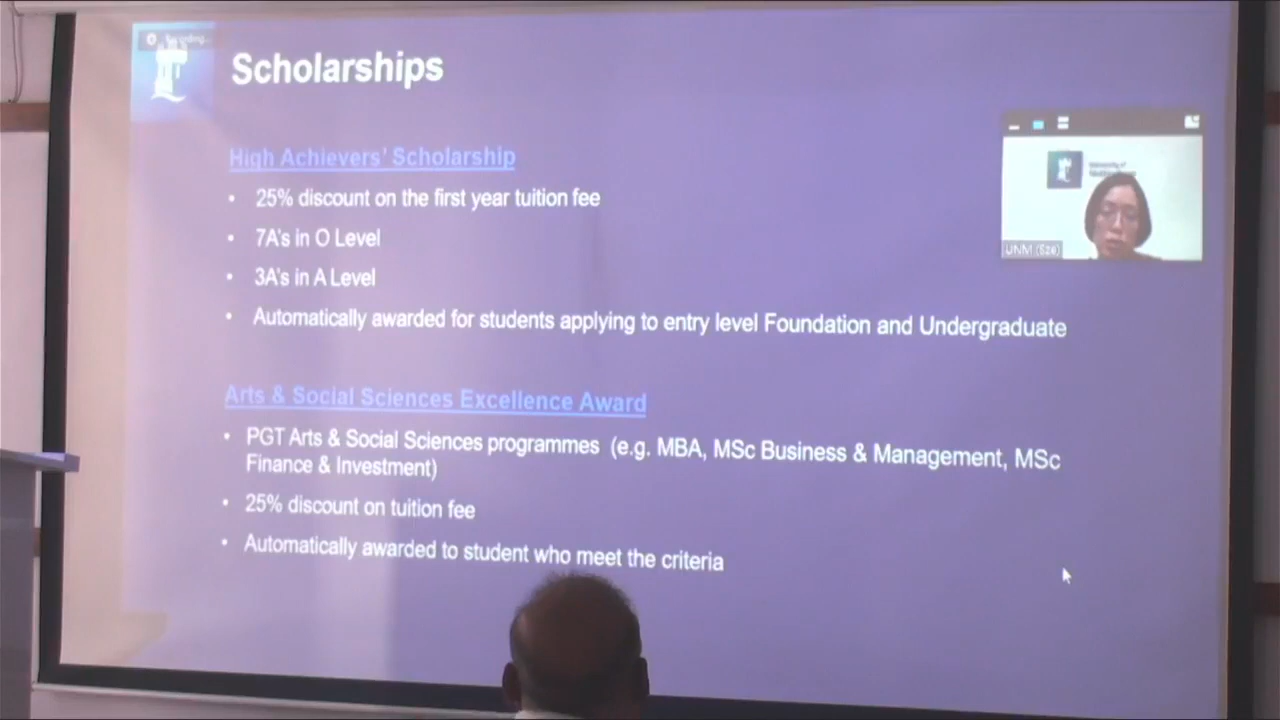 Recording...
Scholarships
High Achievers' Scholarship
• 25% discount on the first year tuition fee
• 7A's in O Level
• 3A's in A Level
• Automatically awarded for students applying to entry level Foundation and Undergraduate
University of
UNM (Sze)
Arts & Social Sciences Excellence Award
• PGT Arts & Social Sciences programmes (e.g. MBA, MSc Business & Management, MSc
Finance & Investment)
• 25% discount on tuition fee
• Automatically awarded to student who meet the criteria